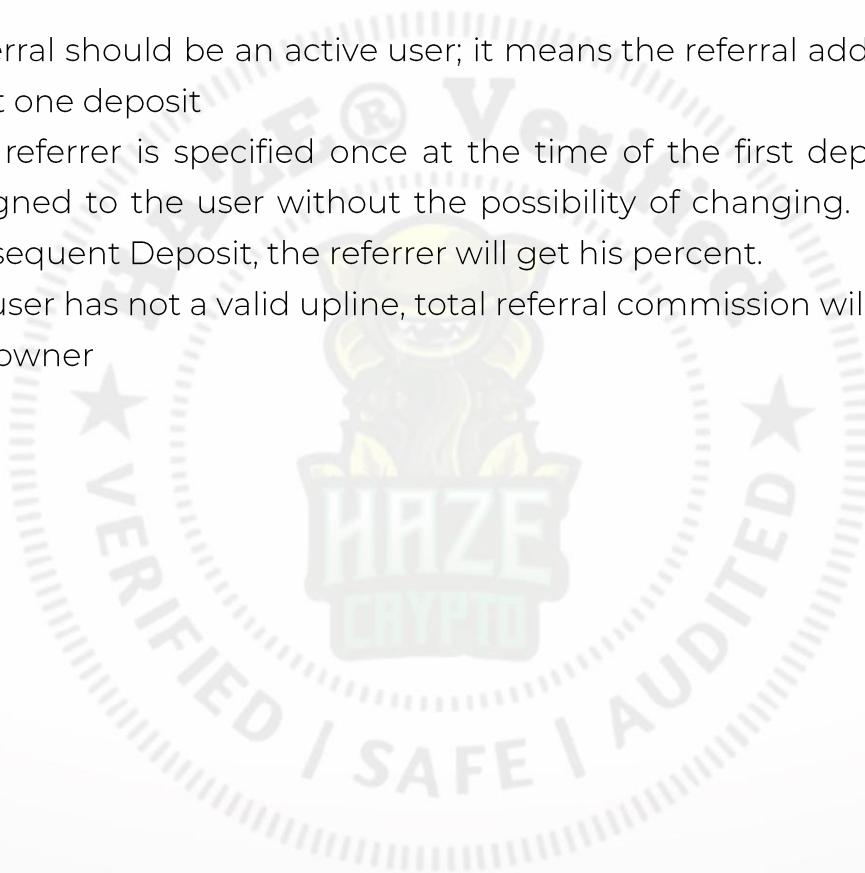 erral should be an active user; it means the referral add
t one deposit
referrer is specified once at the time of the first dep
gned to the user without the possibility of changing.
sequent Deposit, the referrer will get his percent.
user has not a valid upline, total referral commission wil
owner
HAZE® Verified
HAZE
CRYPTO
VERIFIED | SAFE | AUDITED